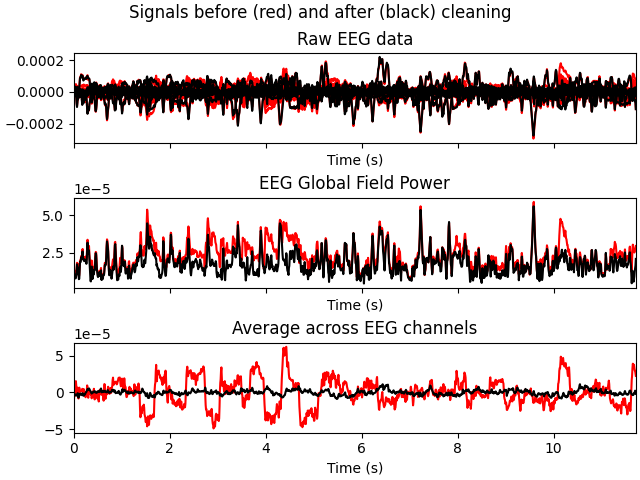 Signals before (red) and after (black) cleaning
Raw EEG data
0.0002
0.0000
−0.0002
Time (s)
EEG Global Field Power
1e−5
5.0
2.5
Time (s)
Average across EEG channels
1e−5
5
0
−5
0 2 4 6 8 10
Time (s)